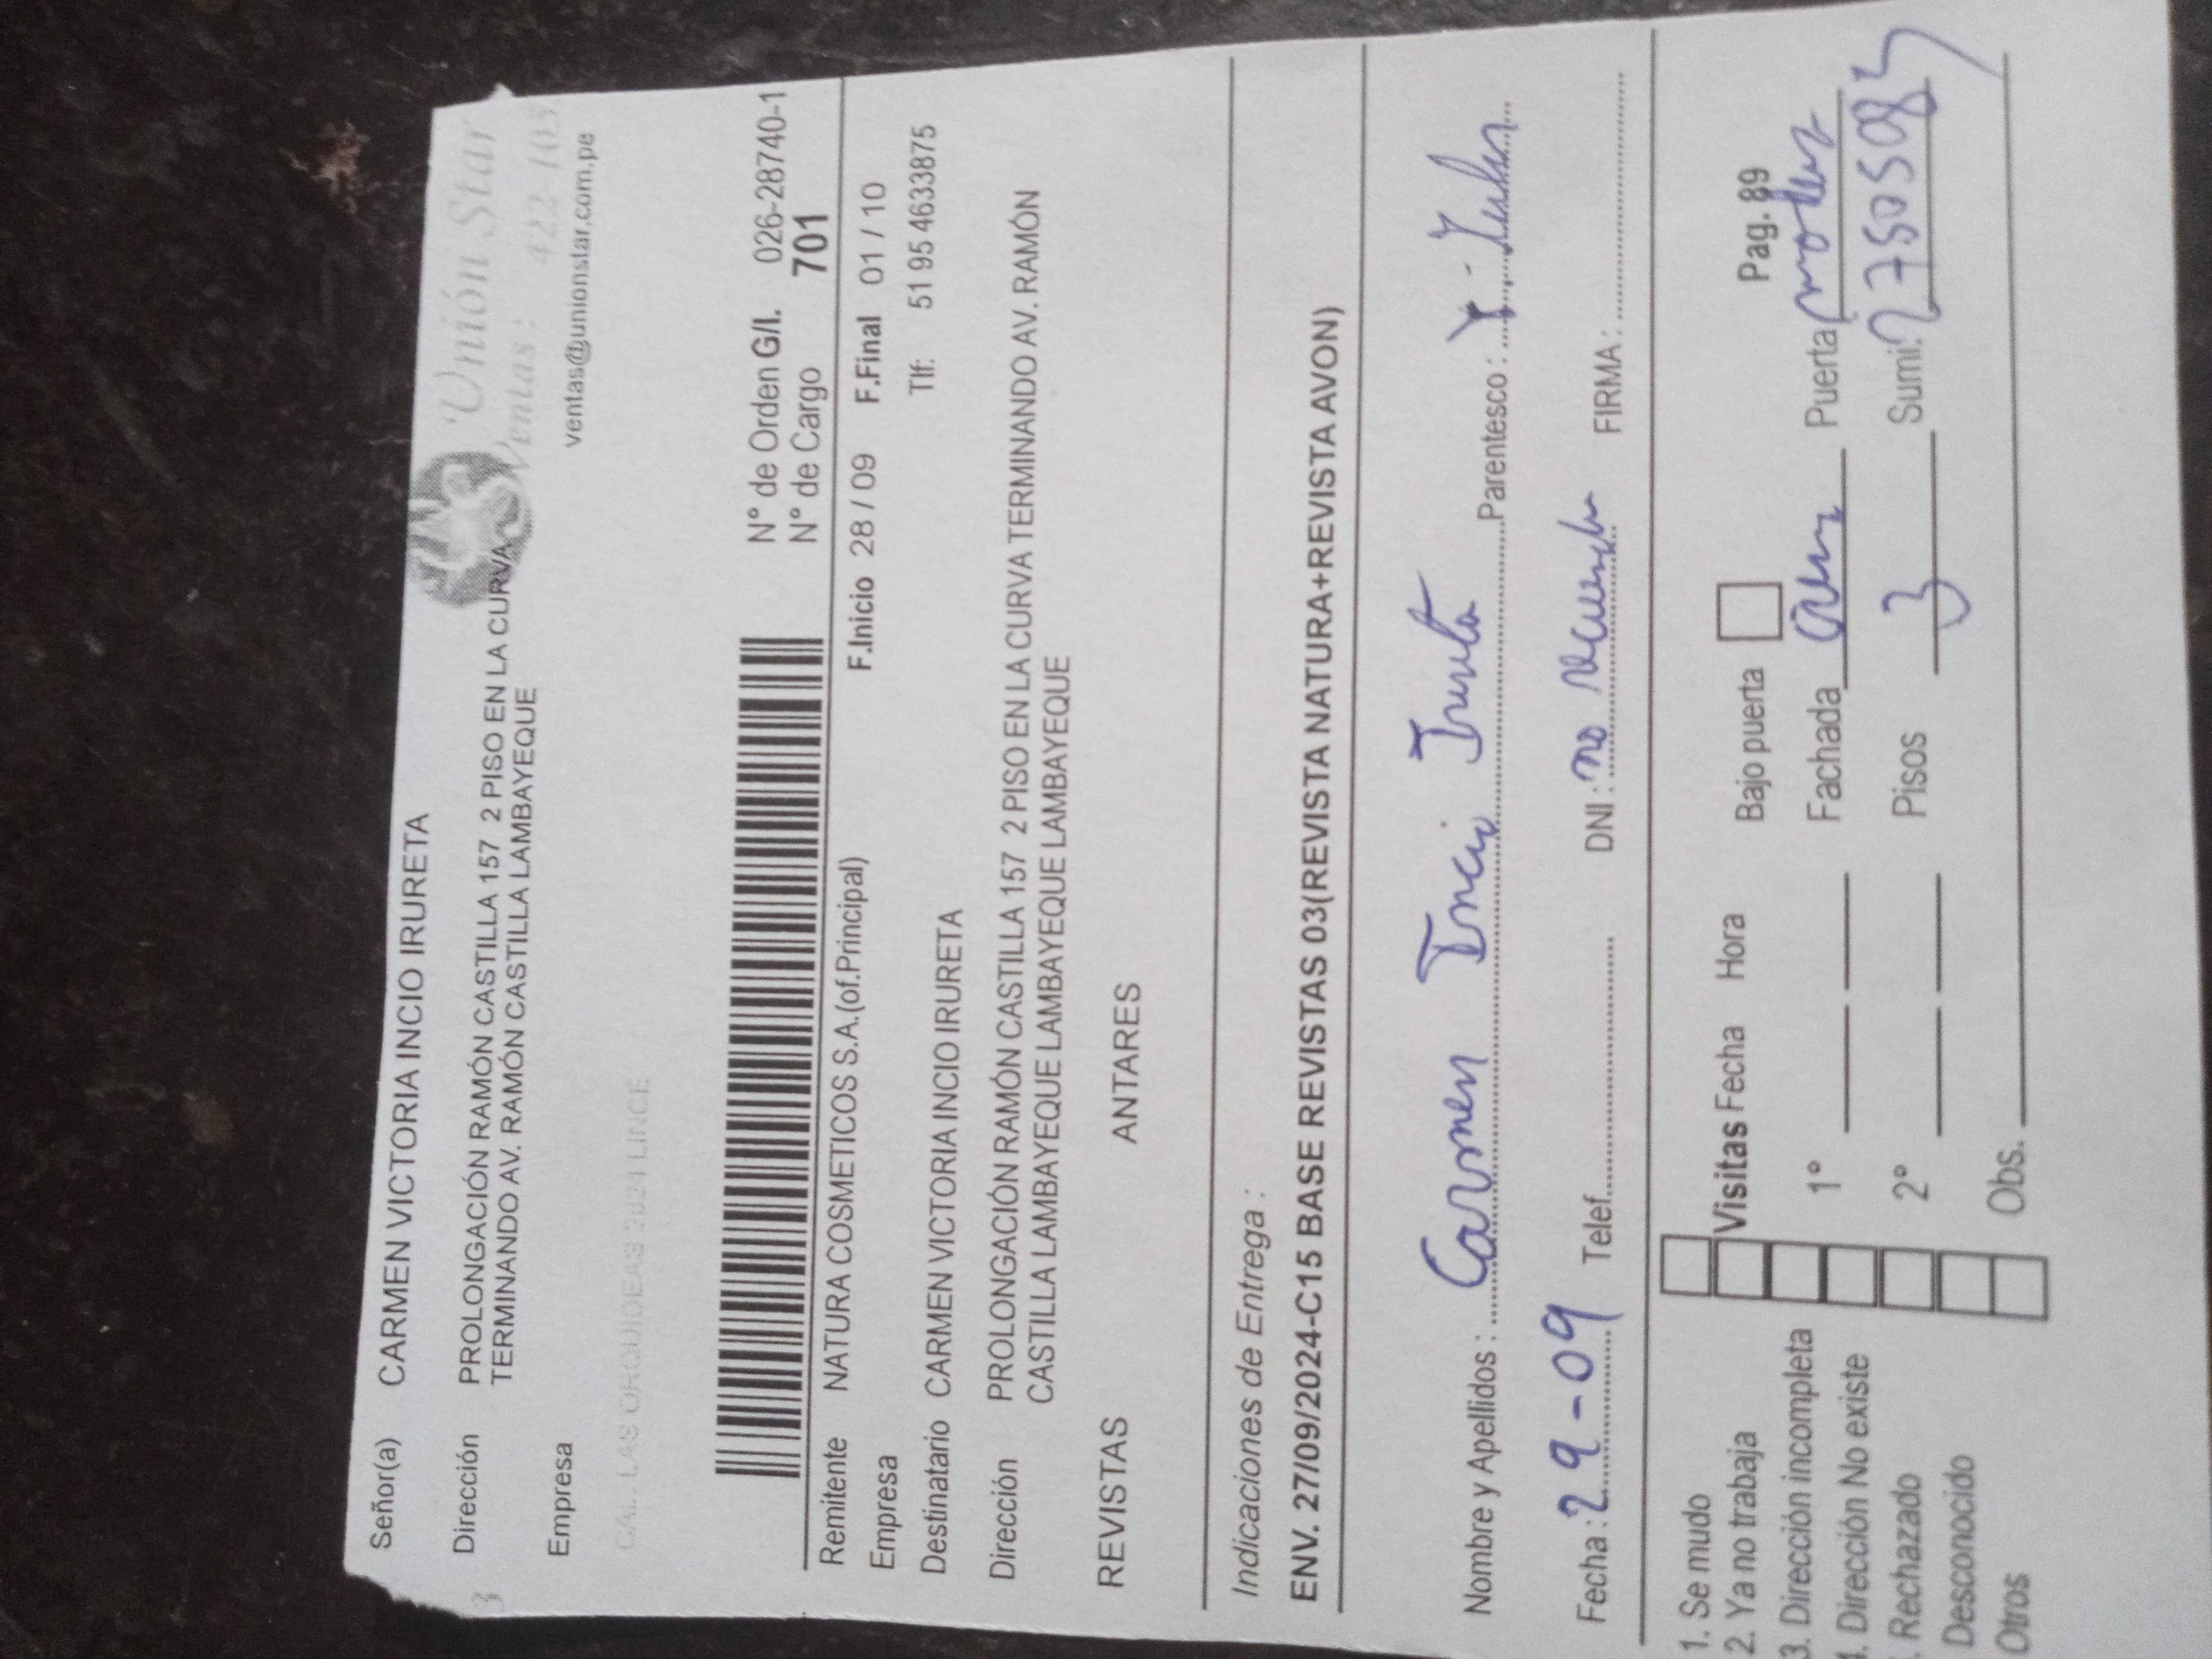 Unión Star
Ventas : 422-103
ventas@unionstar.com.pe
Señor(a) CARMEN VICTORIA INCIO IRURETA
Dirección PROLONGACIÓN RAMÓN CASTILLA 157 2 PISO EN LA CURVA
TERMINANDO AV. RAMÓN CASTILLA LAMBAYEQUE
Empresa
3
LAS ORQUIDEAS LINCE
N° de Orden G/I. 026-28740-1
N° de Cargo 701
Remitente NATURA COSMETICOS S.A.(of.Principal) F.Inicio 28 / 09 F.Final 01 / 10
Empresa
Destinatario CARMEN VICTORIA INCIO IRURETA Tlf: 51 95 4633875
Dirección PROLONGACIÓN RAMÓN CASTILLA 157 2 PISO EN LA CURVA TERMINANDO AV. RAMÓN
CASTILLA LAMBAYEQUE LAMBAYEQUE LAMBAYEQUE
REVISTAS ANTARES
Indicaciones de Entrega :
ENV. 27/09/2024-C15 BASE REVISTAS 03(REVISTA NATURA+REVISTA AVON)
Nombre y Apellidos : Carmen Incio Irureta Parentesco :
Fecha : 29-09 Telef. DNI : no recuerda FIRMA :
Pag. 89
1. Se mudo
2. Ya no trabaja Visitas Fecha Hora Bajo puerta
3. Dirección incompleta 1° Fachada Puerta
4. Dirección No existe
. Rechazado 2° Pisos 3 Sumi.
Desconocido
Otros Obs.